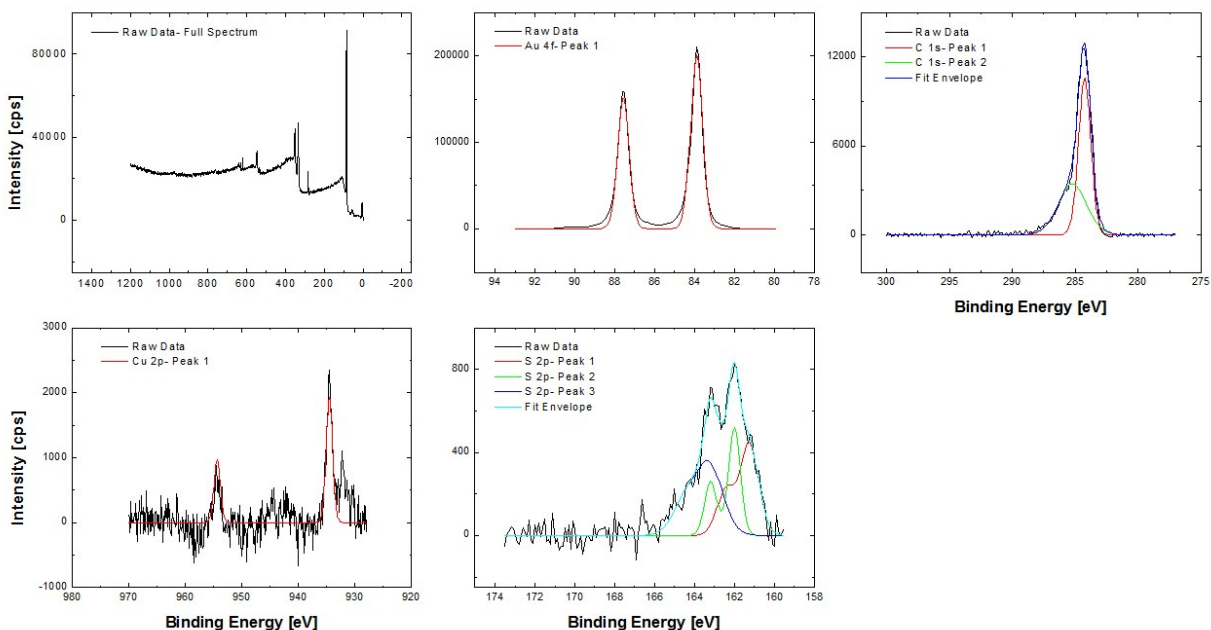 Raw Data- Full Spectrum
80000
40000
0
Intensity [cps]
1400 1200 1000 800 600 400 200 0 -200
Raw Data
Au 4f- Peak 1
200000
100000
0
94 92 90 88 86 84 82 80 78
Raw Data
C 1s- Peak 1
C 1s- Peak 2
Fit Envelope
12000
6000
0
300 295 290 285 280 275
Binding Energy [eV]
3000
Raw Data
Cu 2p- Peak 1
2000
1000
0
-1000
Intensity [cps]
980 970 960 950 940 930 920
Binding Energy [eV]
Raw Data
S 2p- Peak 1
S 2p- Peak 2
S 2p- Peak 3
Fit Envelope
800
400
0
174 172 170 168 166 164 162 160 158
Binding Energy [eV]